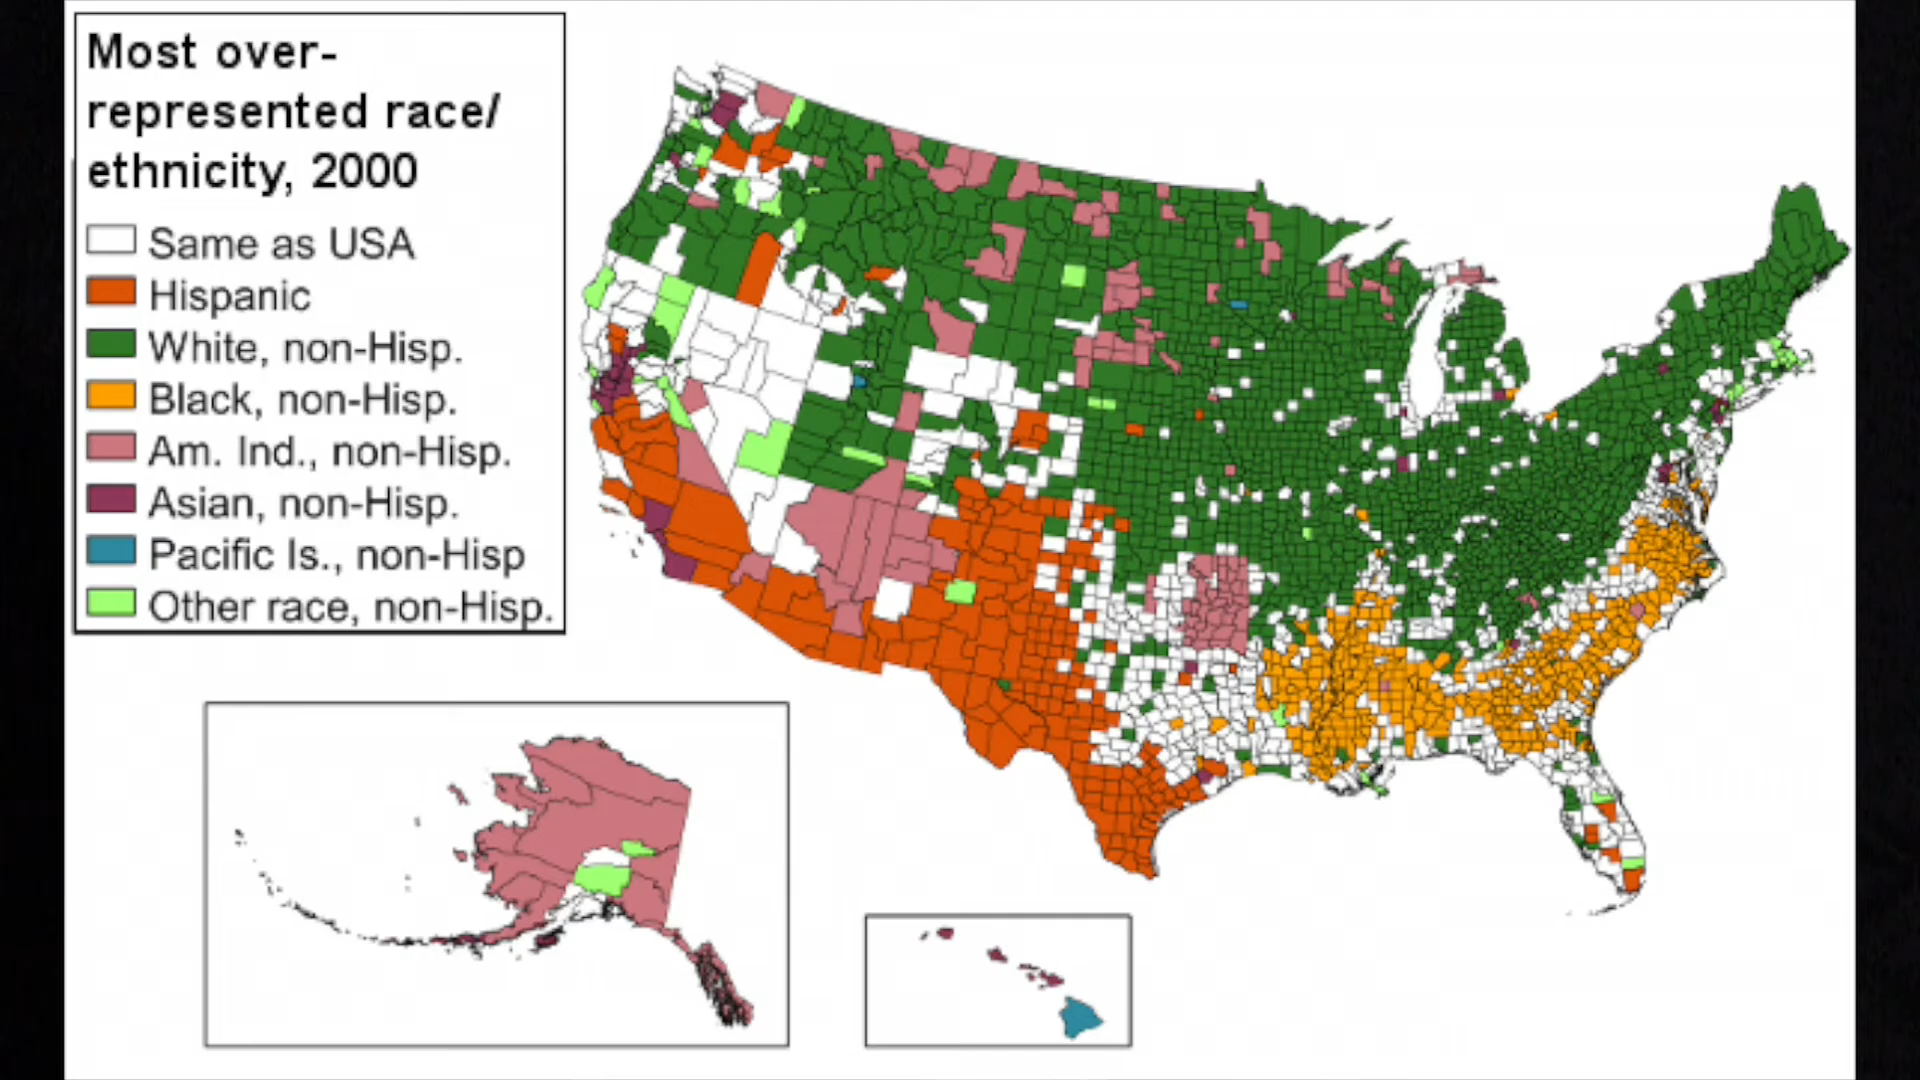 Most over-
represented race/
ethnicity, 2000
Same as USA
Hispanic
White, non-Hisp.
Black, non-Hisp.
Am. Ind., non-Hisp.
Asian, non-Hisp.
Pacific Is., non-Hisp
Other race, non-Hisp.